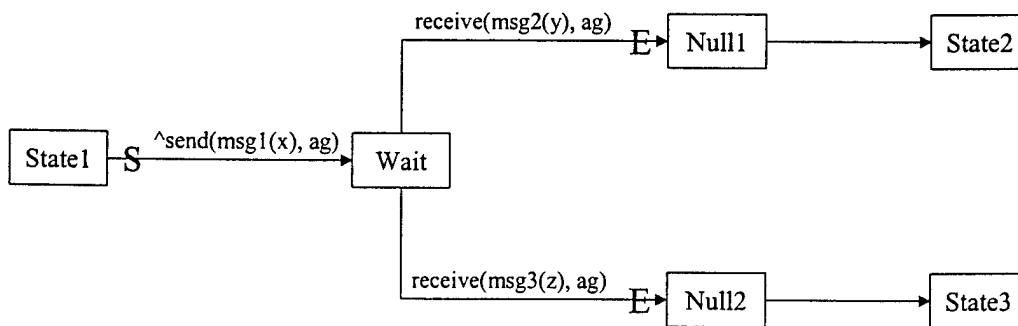 receive(msg2(y), ag)
E
Null1
State2
State1
S
^send(msg1(x), ag)
Wait
receive(msg3(z), ag)
E
Null2
State3